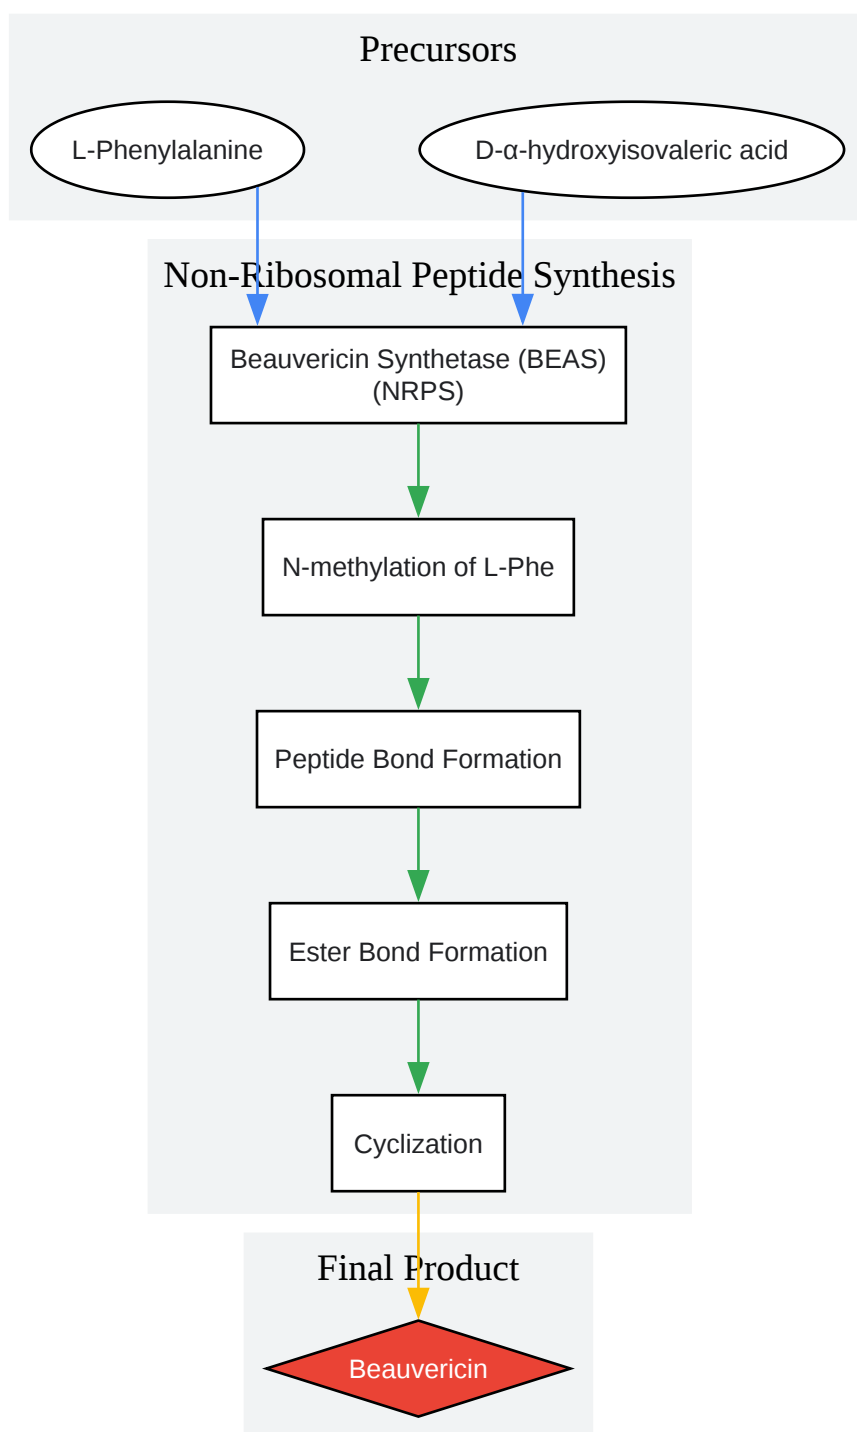 Precursors
L-Phenylalanine
D-α-hydroxyisovaleric acid
Non-Ribosomal Peptide Synthesis
Beauvericin Synthetase (BEAS)
(NRPS)
N-methylation of L-Phe
Peptide Bond Formation
Ester Bond Formation
Cyclization
Final Product
Beauvericin